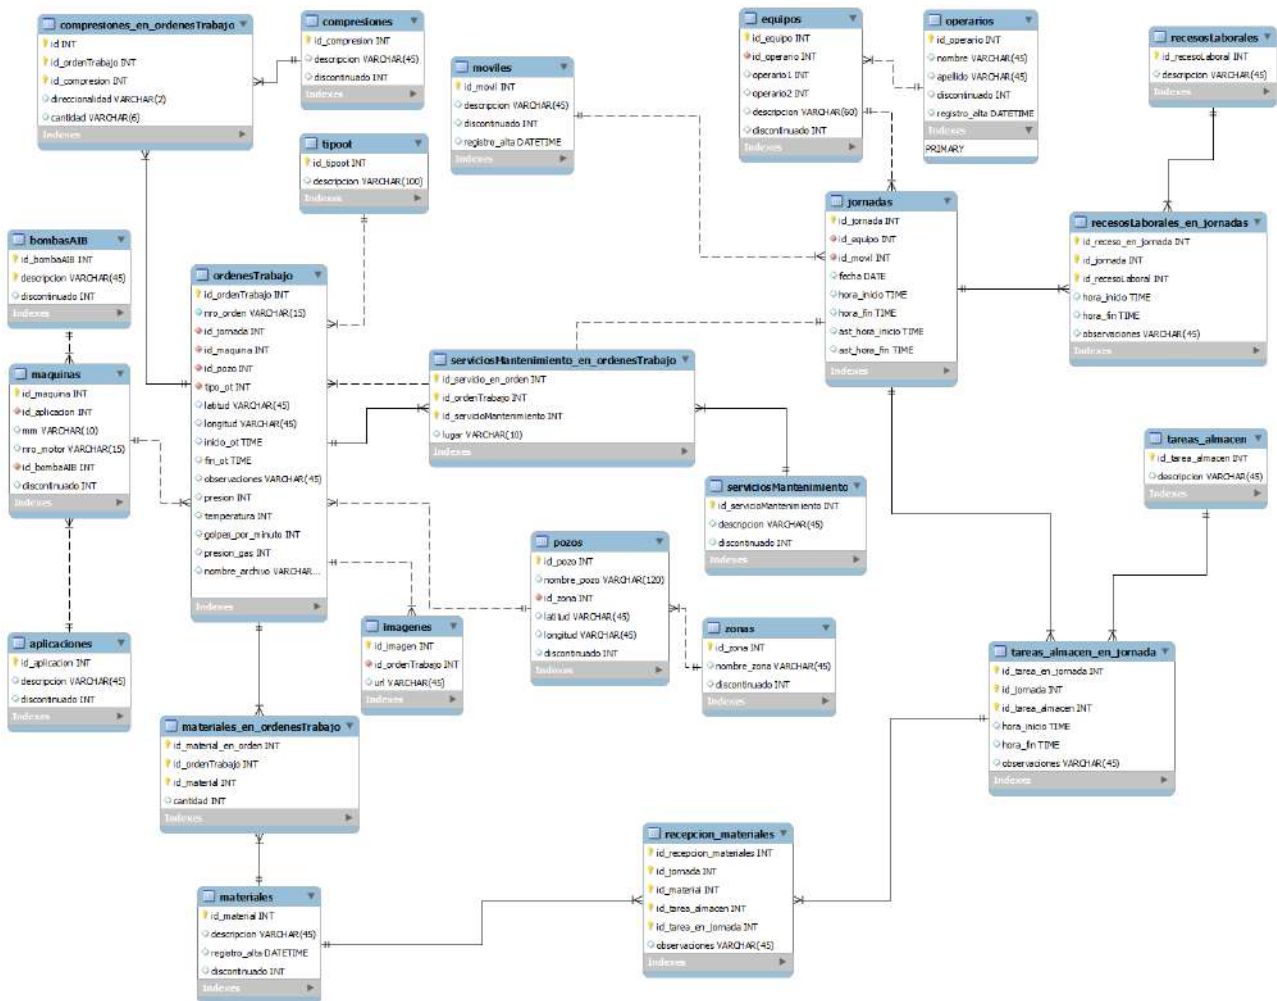 compresiones_en_ordenesTrabajo
id INT
id_ordenTrabajo INT
id_compresion INT
direccionalidad VARCHAR(2)
cantidad VARCHAR(6)
Indexes
compresiones
id_compresion INT
descripcion VARCHAR(45)
discontinuado INT
Indexes
moviles
id_movil INT
descripcion VARCHAR(45)
discontinuado INT
registro_alta DATETIME
Indexes
equipos
id_equipo INT
id_operario INT
operario1 INT
operario2 INT
descripcion VARCHAR(60)
discontinuado INT
Indexes
operarios
id_operario INT
nombre VARCHAR(45)
apellido VARCHAR(45)
discontinuado INT
registro_alta DATETIME
Indexes
PRIMARY
recesosLaborales
id_recesoLaboral INT
descripcion VARCHAR(45)
Indexes
tipoot
id_tipoot INT
descripcion VARCHAR(100)
Indexes
bombasAIB
id_bombaAIB INT
descripcion VARCHAR(45)
discontinuado INT
Indexes
ordenesTrabajo
id_ordenTrabajo INT
nro_orden VARCHAR(15)
id_jornada INT
id_maquina INT
id_pozo INT
tipo_ot INT
latitud VARCHAR(45)
longitud VARCHAR(45)
inicio_ot TIME
fin_ot TIME
observaciones VARCHAR(45)
presion INT
temperatura INT
golpes_por_minuto INT
presion_gas INT
nombre_archivo VARCHAR...
Indexes
jornadas
id_jornada INT
id_equipo INT
id_movil INT
fecha DATE
hora_inicio TIME
hora_fin TIME
ast_hora_inicio TIME
ast_hora_fin TIME
Indexes
recesosLaborales_en_jornadas
id_receso_en_jornada INT
id_jornada INT
id_recesoLaboral INT
hora_inicio TIME
hora_fin TIME
observaciones VARCHAR(45)
Indexes
maquinas
id_maquina INT
id_aplicacion INT
mm VARCHAR(10)
nro_motor VARCHAR(15)
id_bombaAIB INT
discontinuado INT
Indexes
serviciosMantenimiento_en_ordenesTrabajo
id_servicio_en_orden INT
id_ordenTrabajo INT
id_servicioMantenimiento INT
lugar VARCHAR(10)
Indexes
serviciosMantenimiento
id_servicioMantenimiento INT
descripcion VARCHAR(45)
discontinuado INT
Indexes
tareas_almacen
id_tarea_almacen INT
descripcion VARCHAR(45)
Indexes
pozos
id_pozo INT
nombre_pozo VARCHAR(120)
id_zona INT
latitud VARCHAR(45)
longitud VARCHAR(45)
discontinuado INT
Indexes
aplicaciones
id_aplicacion INT
descripcion VARCHAR(45)
discontinuado INT
Indexes
imagenes
id_imagen INT
id_ordenTrabajo INT
url VARCHAR(45)
Indexes
zonas
id_zona INT
nombre_zona VARCHAR(45)
discontinuado INT
Indexes
tareas_almacen_en_jornada
id_tarea_en_jornada INT
id_jornada INT
id_tarea_almacen INT
hora_inicio TIME
hora_fin TIME
observaciones VARCHAR(45)
Indexes
materiales_en_ordenesTrabajo
id_material_en_orden INT
id_ordenTrabajo INT
id_material INT
cantidad INT
Indexes
recepcion_materiales
id_recepcion_materiales INT
id_jornada INT
id_material INT
id_tarea_almacen INT
id_tarea_en_jornada INT
observaciones VARCHAR(45)
Indexes
materiales
id_material INT
descripcion VARCHAR(45)
registro_alta DATETIME
discontinuado INT
Indexes